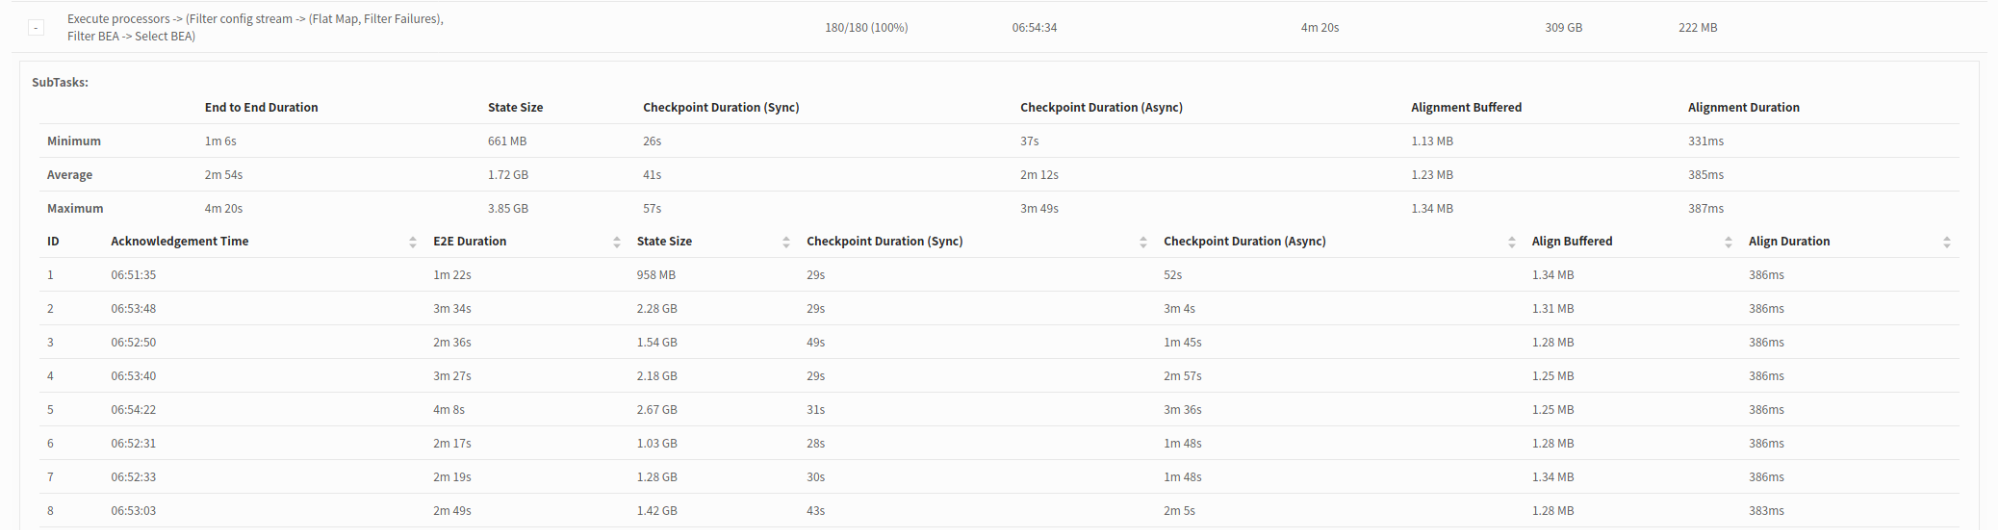 Execute processors -> (Filter config stream -> (Flat Map, Filter Failures),
- 180/180 (100%) 06:54:34 4m 20s 309 GB 222 MB
Filter BEA -> Select BEA)
SubTasks:
End to End Duration State Size Checkpoint Duration (Sync) Checkpoint Duration (Async) Alignment Buffered Alignment Duration
Minimum 1m 6s 661 MB 26s 37s 1.13 MB 331ms
Average 2m 54s 1.72 GB 41s 2m 12s 1.23 MB 385ms
Maximum 4m 20s 3.85 GB 57s 3m 49s 1.34 MB 387ms
ID Acknowledgement Time E2E Duration State Size Checkpoint Duration (Sync) Checkpoint Duration (Async) Align Buffered Align Duration
1 06:51:35 1m 22s 958 MB 29s 52s 1.34 MB 386ms
2 06:53:48 3m 34s 2.28 GB 29s 3m 4s 1.31 MB 386ms
3 06:52:50 2m 36s 1.54 GB 49s 1m 45s 1.28 MB 386ms
4 06:53:40 3m 27s 2.18 GB 29s 2m 57s 1.25 MB 386ms
5 06:54:22 4m 8s 2.67 GB 31s 3m 36s 1.25 MB 386ms
6 06:52:31 2m 17s 1.03 GB 28s 1m 48s 1.28 MB 386ms
7 06:52:33 2m 19s 1.28 GB 30s 1m 48s 1.34 MB 386ms
8 06:53:03 2m 49s 1.42 GB 43s 2m 5s 1.28 MB 383ms